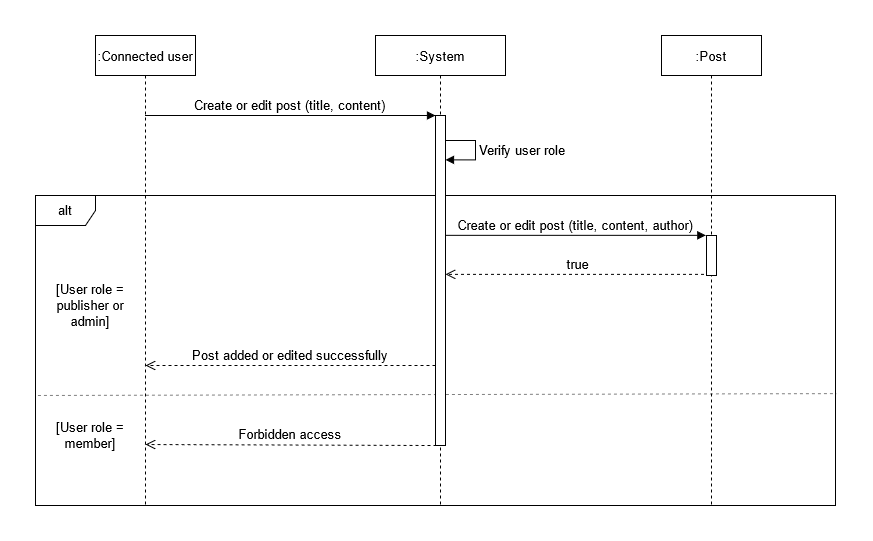 :Connected user
:System
:Post
Create or edit post (title, content)
Verify user role
alt
Create or edit post (title, content, author)
true
[User role =
publisher or
admin]
Post added or edited successfully
[User role =
member]
Forbidden access